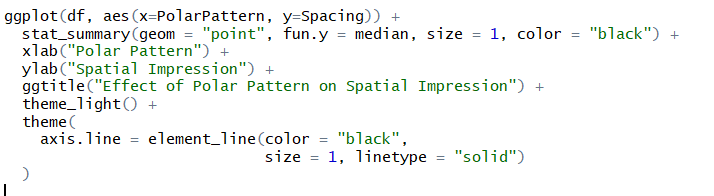 ggplot(df, aes(x=PolarPattern, y=Spacing)) +
  stat_summary(geom = "point", fun.y = median, size = 1, color = "black") +
  xlab("Polar Pattern") +
  ylab("Spatial Impression") +
  ggtitle("Effect of Polar Pattern on Spatial Impression") +
  theme_light() +
  theme(
    axis.line = element_line(color = "black",
                             size = 1, linetype = "solid")
  )